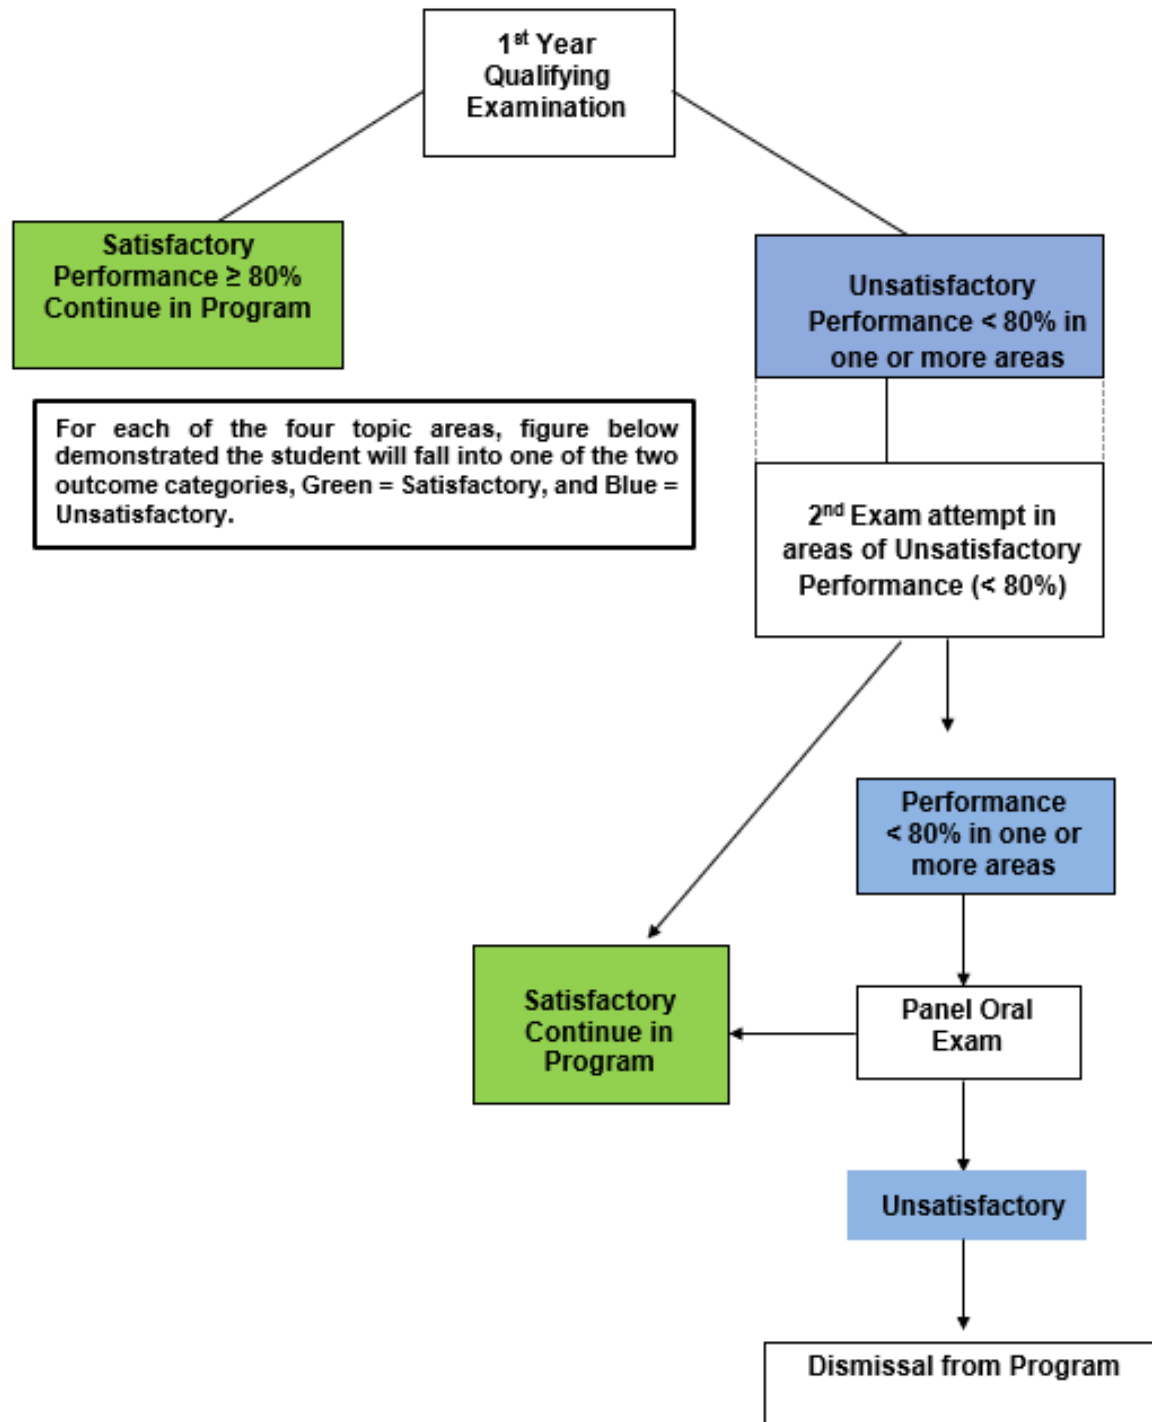 1st Year
Qualifying
Examination
Satisfactory
Performance ≥ 80%
Continue in Program
Unsatisfactory
Performance < 80% in
one or more areas
For each of the four topic areas, figure below
demonstrated the student will fall into one of the two
outcome categories, Green = Satisfactory, and Blue =
Unsatisfactory.
2nd Exam attempt in
areas of Unsatisfactory
Performance (< 80%)
Performance
< 80% in one or
more areas
Satisfactory
Continue in
Program
Panel Oral
Exam
Unsatisfactory
Dismissal from Program